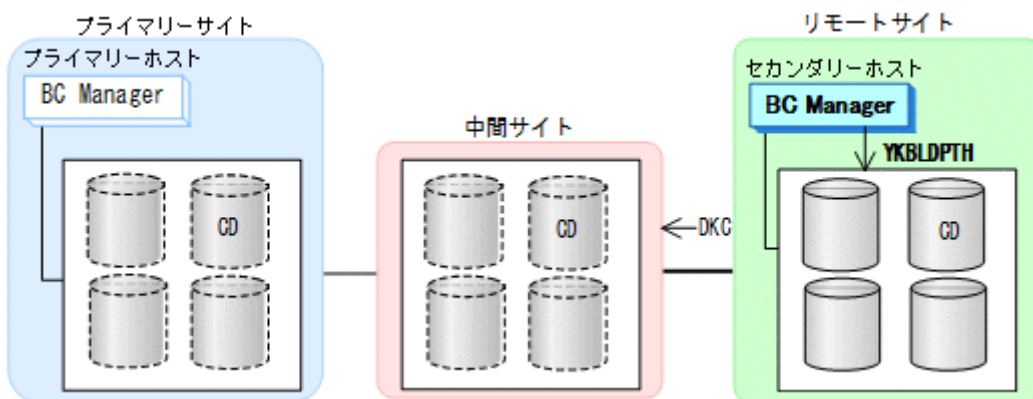 プライマリーサイト
プライマリーホスト
BC Manager
CD
中間サイト
CD
←DKC
リモートサイト
セカンダリーホスト
BC Manager
YKBLDPTH
CD